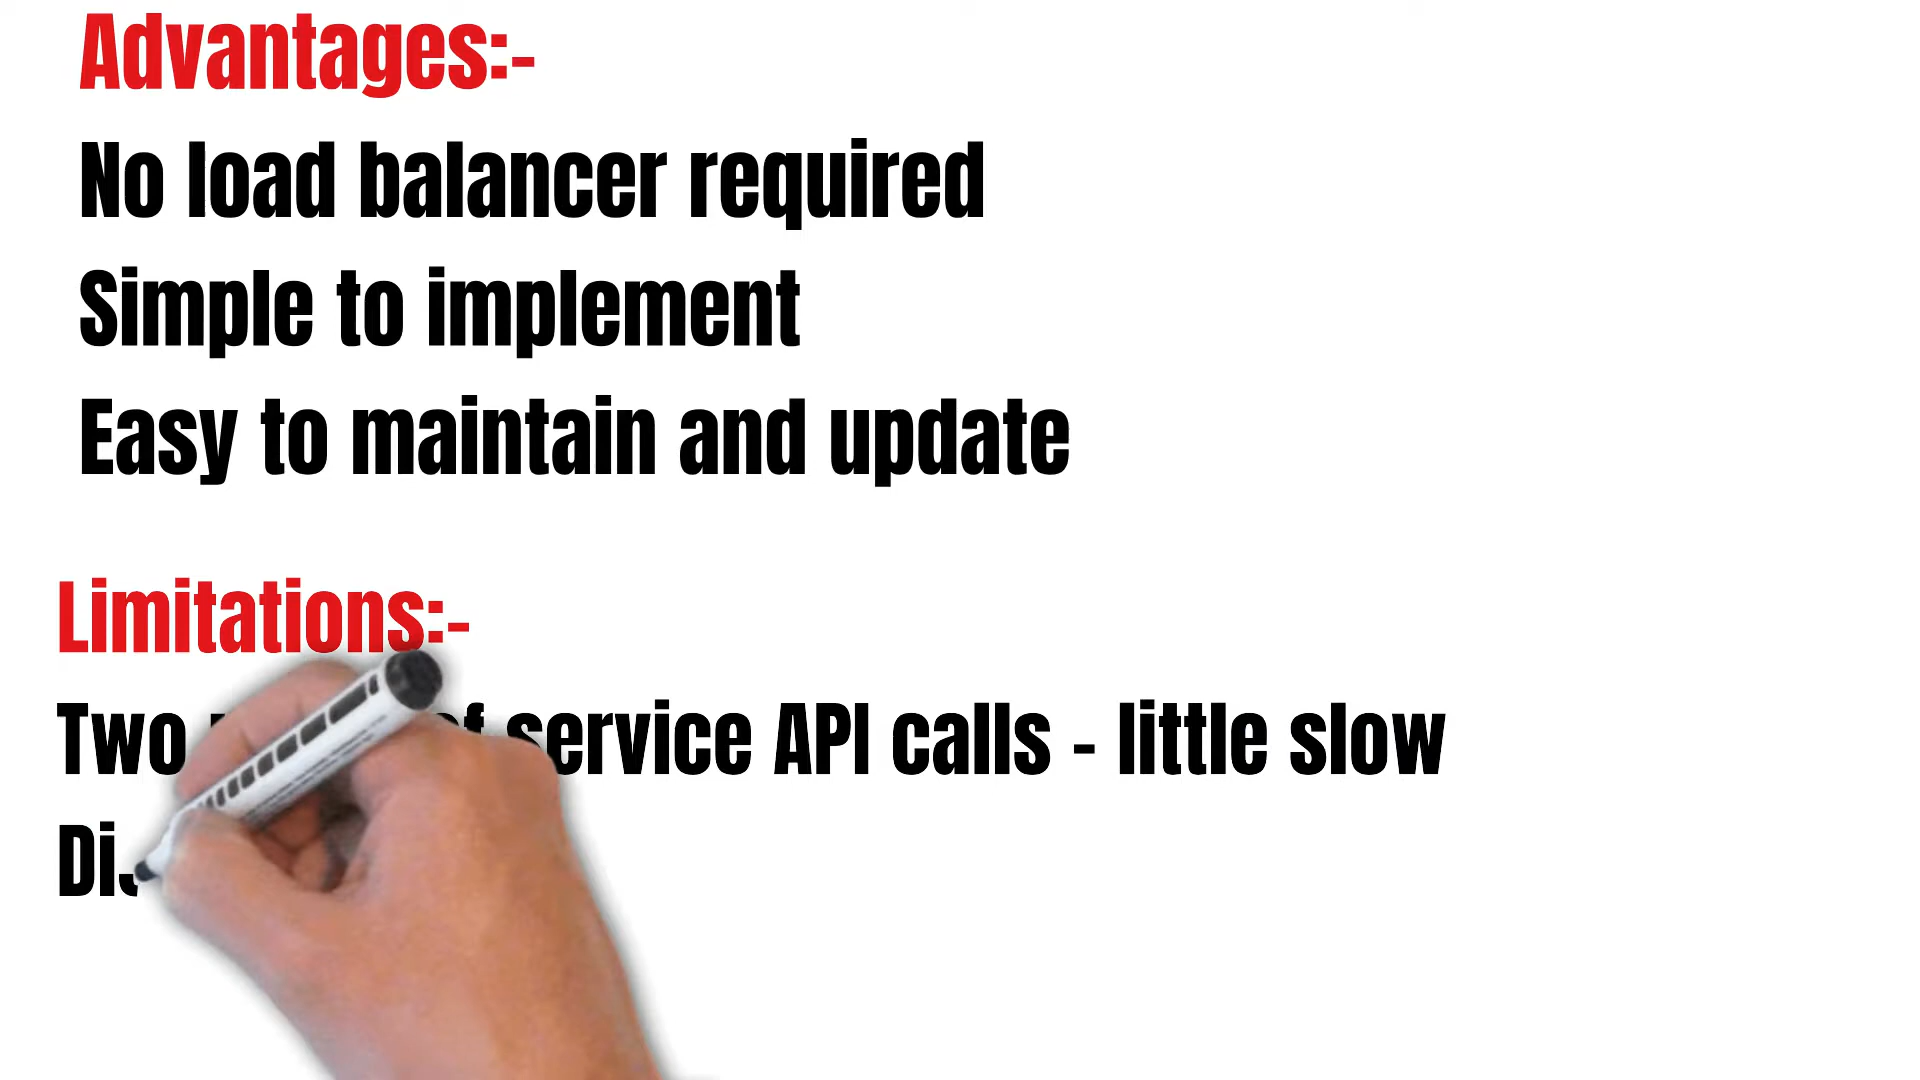 Advantages:-
No load balancer required
Simple to implement
Easy to maintain and update
Limitations:-
Two of service API calls - little slow